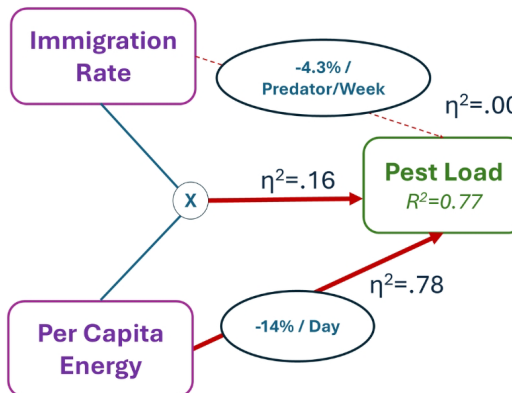 Immigration
Rate
-4.3% /
Predator/Week
η²=.00
Pest Load
R²=0.77
η²=.16
X
η²=.78
-14% / Day
Per Capita
Energy